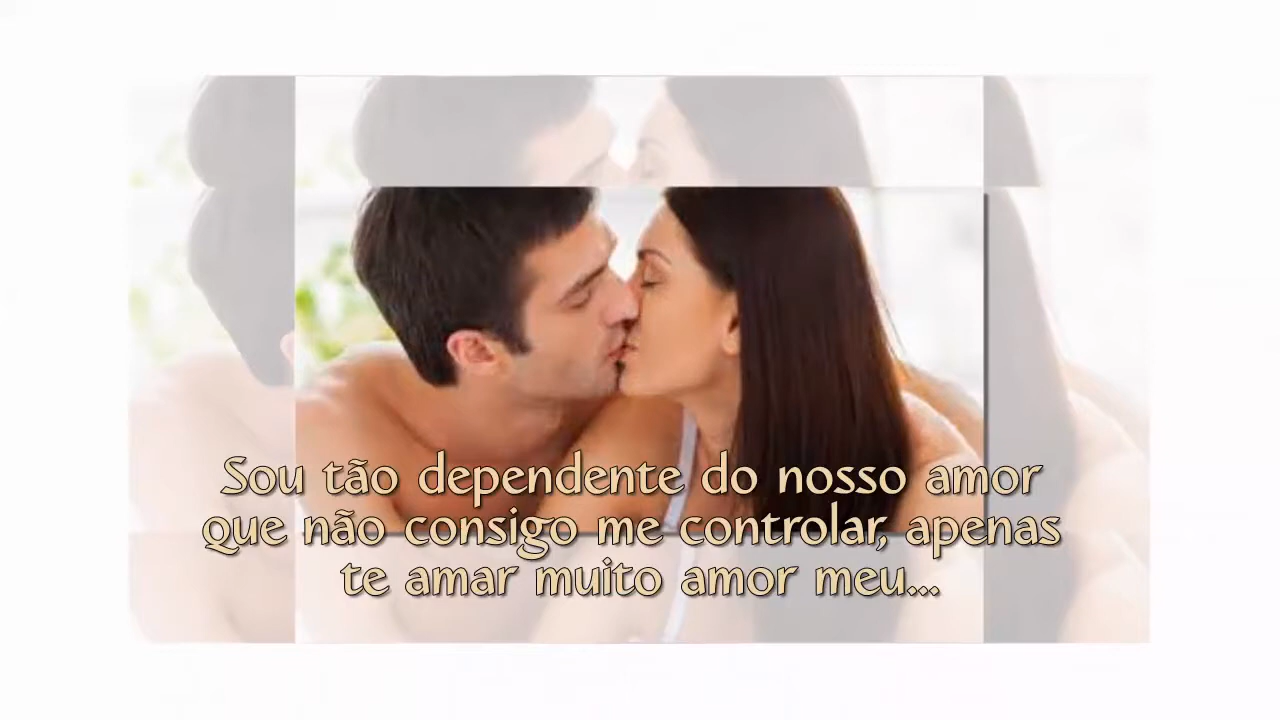 Sou tão dependente do nosso amor
que não consigo me controlar, apenas
te amar muito amor meu...